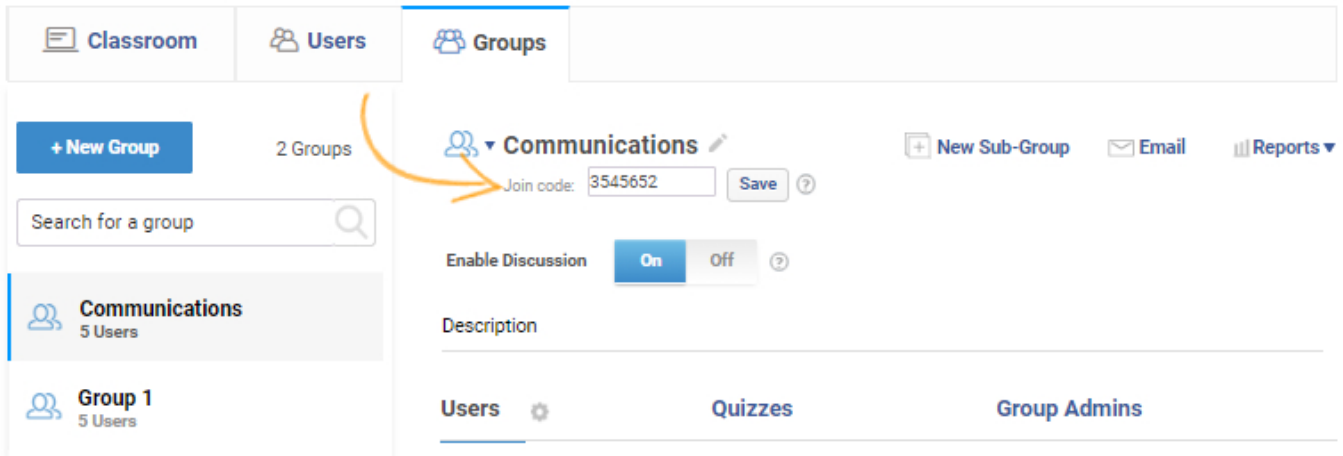 Classroom
Users
Groups
+ New Group
2 Groups
Search for a group
Communications
5 Users
Group 1
5 Users
Communications
New Sub-Group
Email
Reports
Join code:
3545652
Save
?
Enable Discussion
On
Off
?
Description
Users
Quizzes
Group Admins